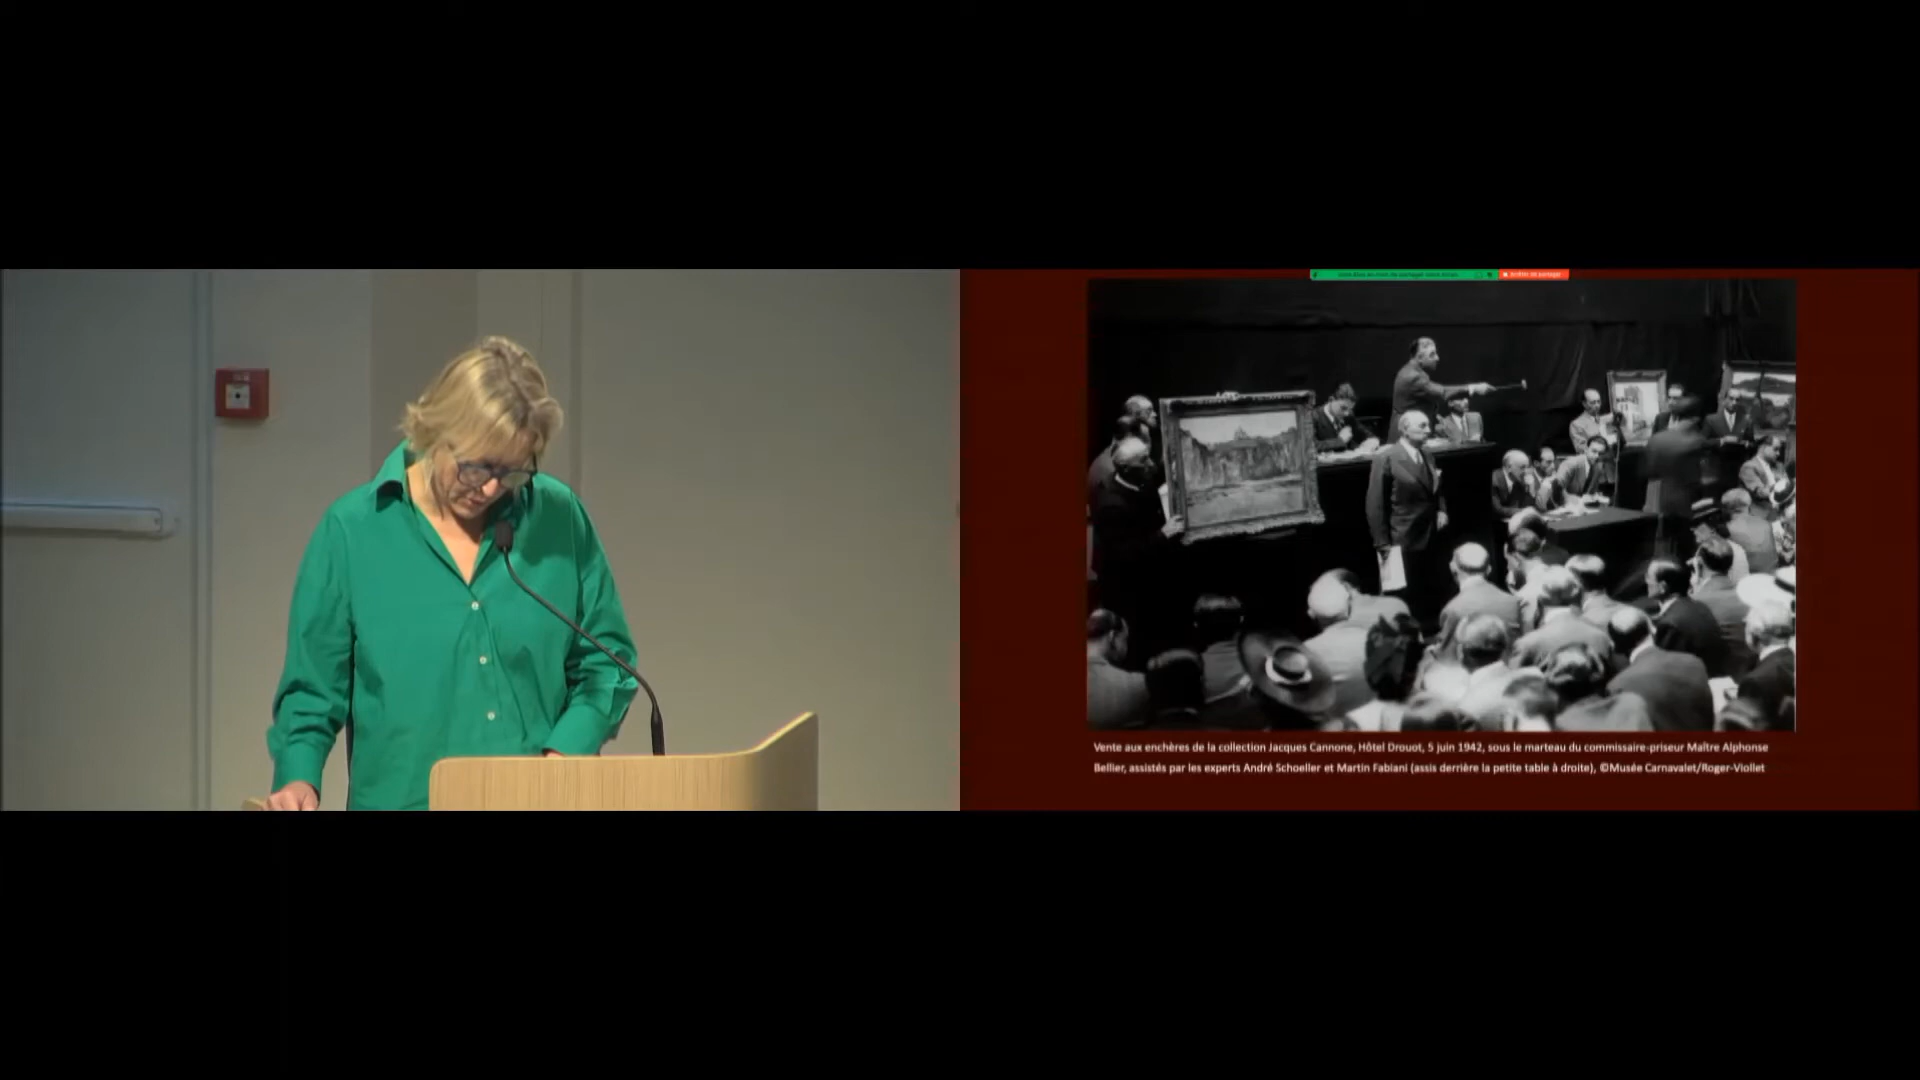 Vente aux enchères de la collection Jacques Cannone, Hôtel Drouot, 5 juin 1942, sous le marteau du commissaire-priseur Maître Alphonse
Bellier, assistés par les experts André Schoeller et Martin Fabiani (assis derrière la petite table à droite), ©Musée Carnavalet/Roger-Viollet